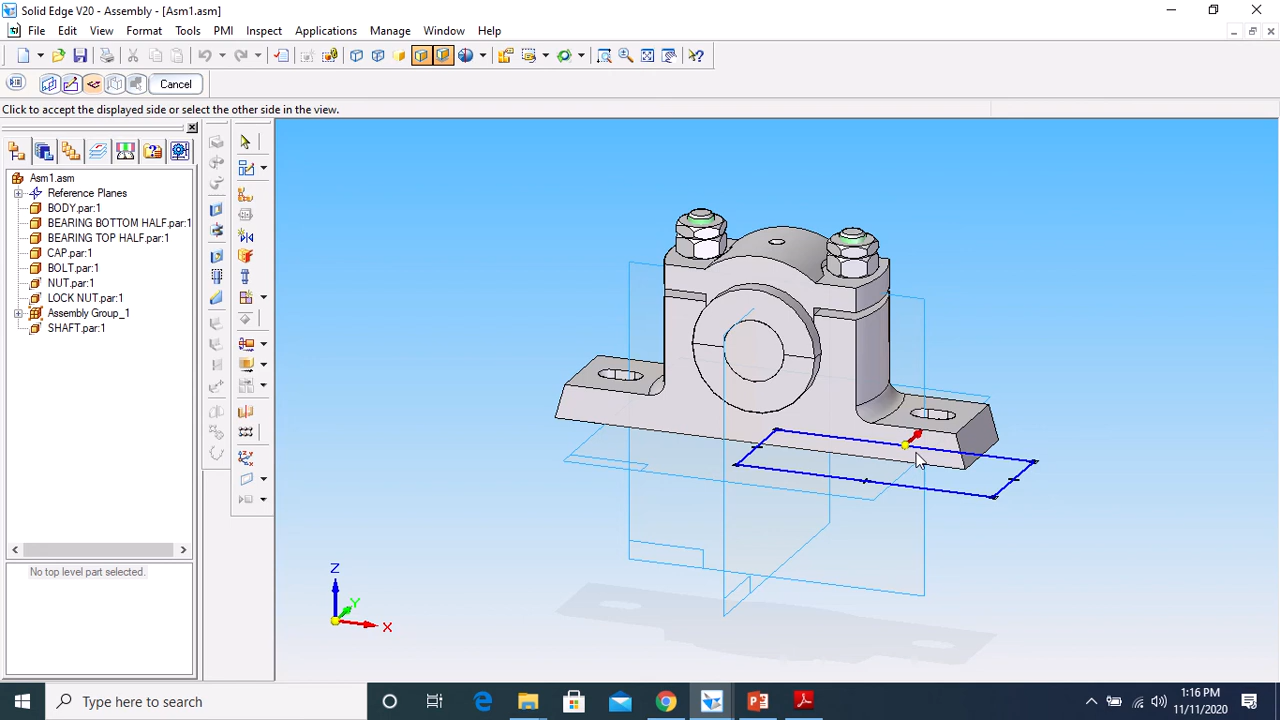 Solid Edge V20 - Assembly - [Asm1.asm]
File Edit View Format Tools PMI Inspect Applications Manage Window Help
Cancel
Click to accept the displayed side or select the other side in the view.
Asm1.asm
Reference Planes
BODY.par:1
BEARING BOTTOM HALF.par:1
BEARING TOP HALF.par:1
CAP.par:1
BOLT.par:1
NUT.par:1
LOCK NUT.par:1
Assembly Group_1
SHAFT.par:1
No top level part selected.
Z
Y
X
Type here to search
1:16 PM
11/11/2020